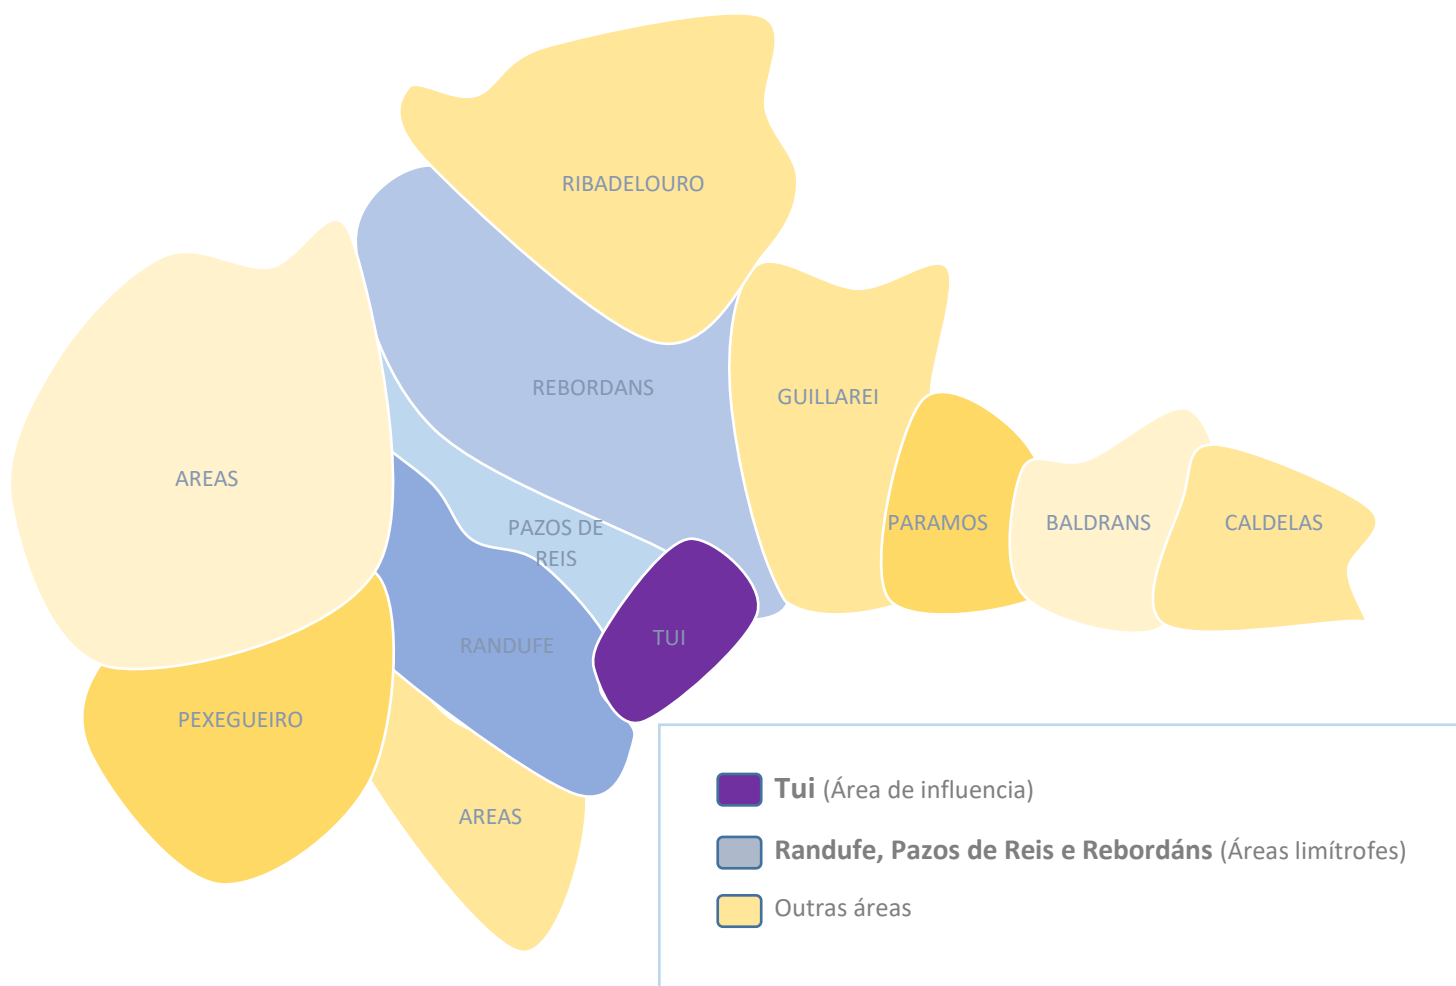 RIBADELOURO
REBORDANS
GUILLAREI
AREAS
PAZOS DE
REIS
PARAMOS
BALDRANS
CALDELAS
RANDUFE
TUI
PEXEGUEIRO
AREAS
Tui (Área de influencia)
Randufe, Pazos de Reis e Rebordáns (Áreas limítrofes)
Outras áreas